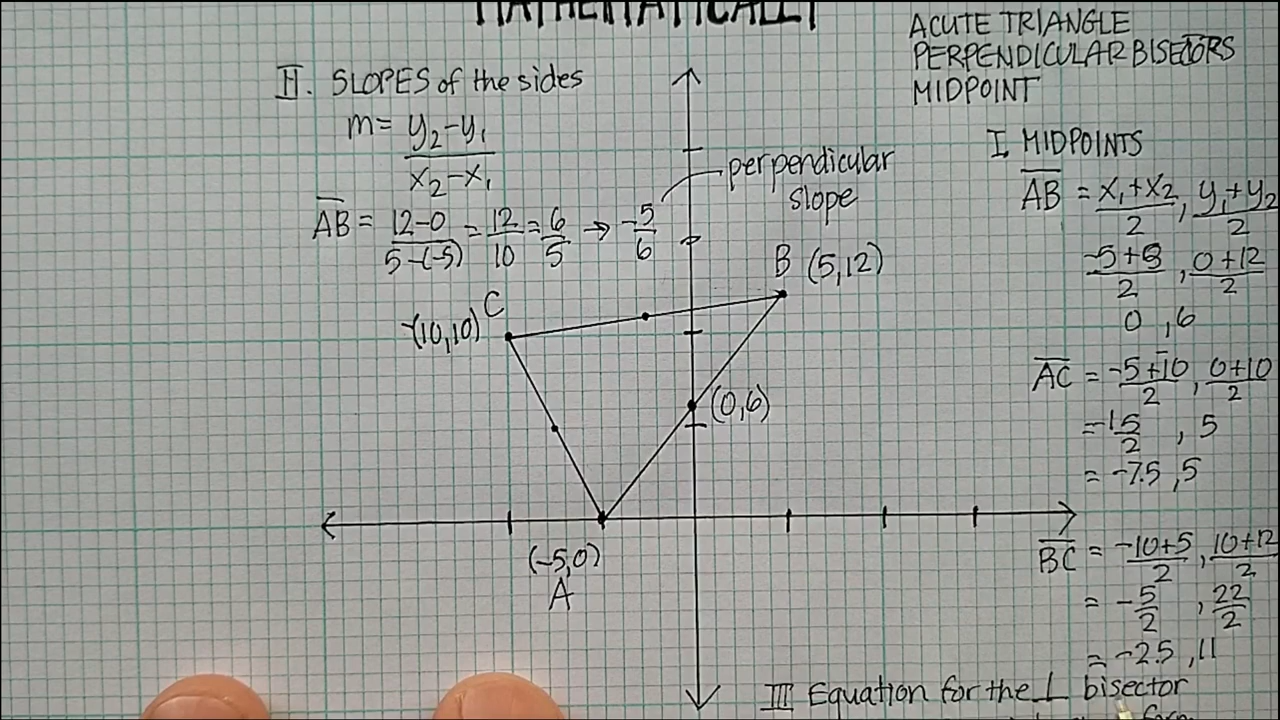 MATHEMATICALLY
ACUTE TRIANGLE
PERPENDICULAR BISECTORS
MIDPOINT
II. SLOPES of the sides
m = y₂-y₁
x₂-x₁
AB = 12-0 = 12 = 6 → -5
5-(-5) 10 5 6
perpendicular
slope
C
-(10,10)
B (5,12)
(0,6)
(-5,0)
A
I. MIDPOINTS
AB = x₁+x₂, y₁+y₂
2 2
-5+5, 0+12
2 2
0, 6
AC = -5+-10, 0+10
2 2
= -15, 5
2
= -7.5, 5
BC = -10+5, 10+12
2 2
= -5, 22
2 2
= -2.5, 11
III Equation for the ⊥ bisector
form